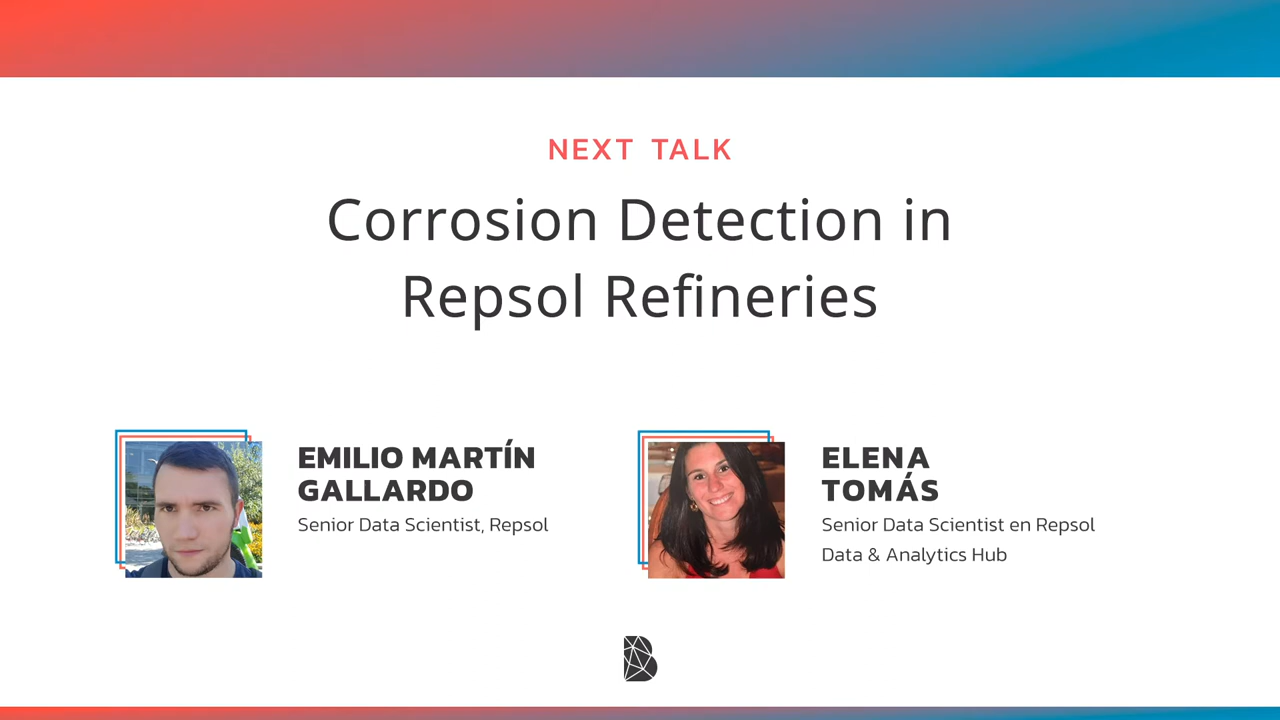 NEXT TALK
Corrosion Detection in
Repsol Refineries
EMILIO MARTÍN
GALLARDO
Senior Data Scientist, Repsol
ELENA
TOMÁS
Senior Data Scientist en Repsol
Data & Analytics Hub